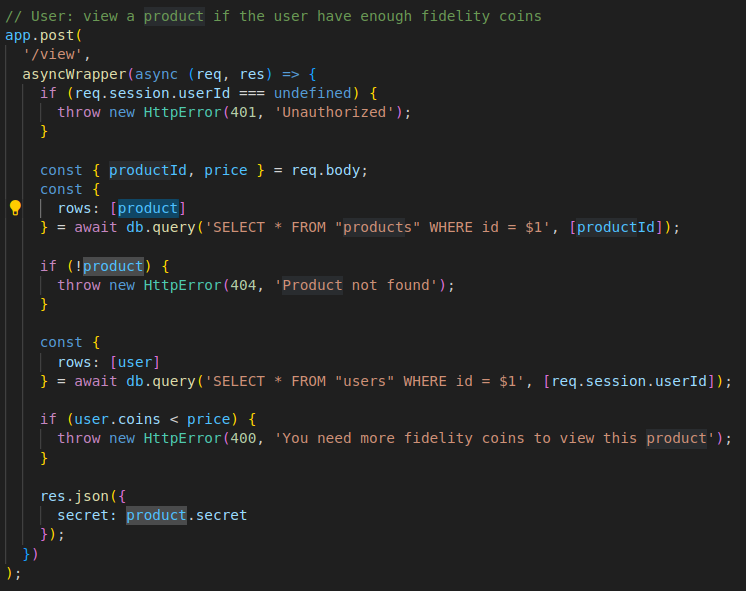 // User: view a product if the user have enough fidelity coins
app.post(
  '/view',
  asyncWrapper(async (req, res) => {
    if (req.session.userId === undefined) {
      throw new HttpError(401, 'Unauthorized');
    }

    const { productId, price } = req.body;
    const {
      rows: [product]
    } = await db.query('SELECT * FROM "products" WHERE id = $1', [productId]);

    if (!product) {
      throw new HttpError(404, 'Product not found');
    }

    const {
      rows: [user]
    } = await db.query('SELECT * FROM "users" WHERE id = $1', [req.session.userId]);

    if (user.coins < price) {
      throw new HttpError(400, 'You need more fidelity coins to view this product');
    }

    res.json({
      secret: product.secret
    });
  })
);